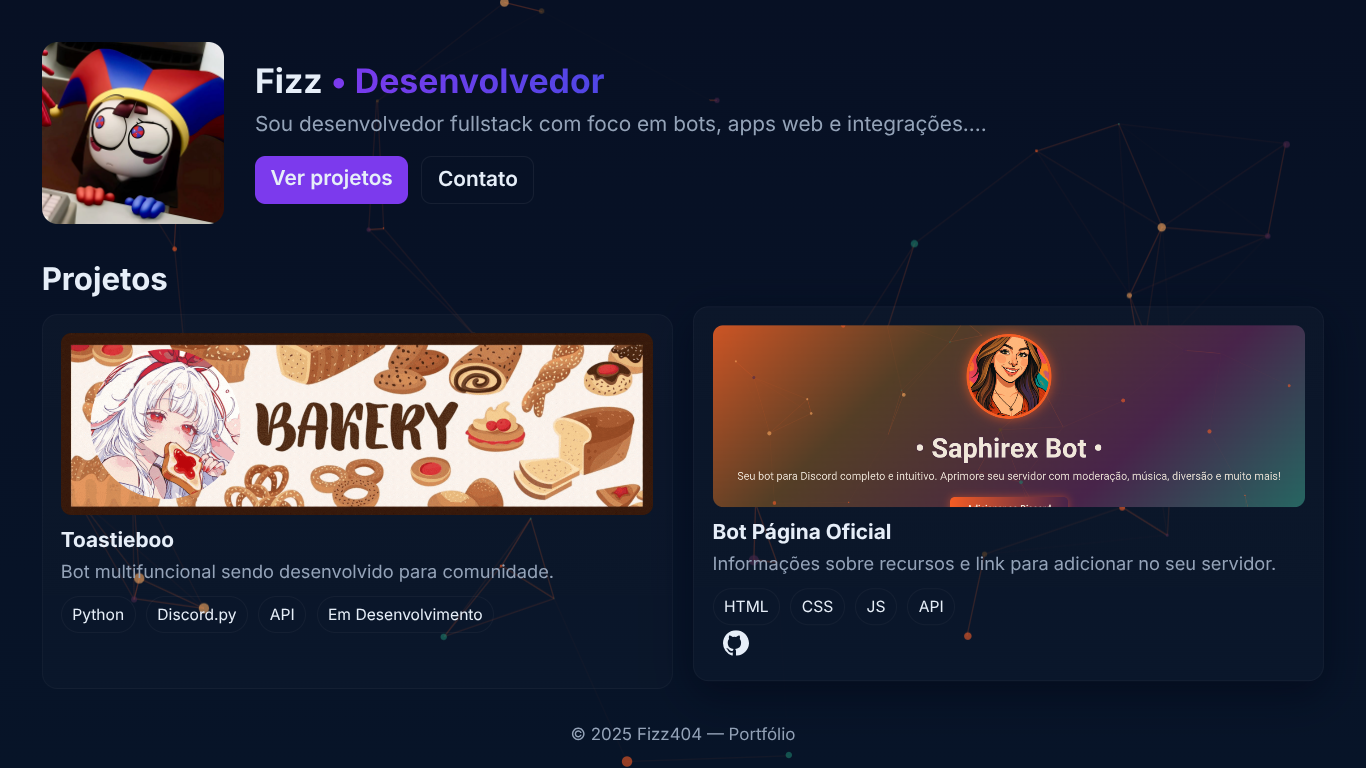 Fizz • Desenvolvedor
Sou desenvolvedor fullstack com foco em bots, apps web e integrações....
Ver projetos
Contato
Projetos
BAKERY
Toastieboo
Bot multifuncional sendo desenvolvido para comunidade.
Python
Discord.py
API
Em Desenvolvimento
• Saphirex Bot •
Seu bot para Discord completo e intuitivo. Aprimore seu servidor com moderação, música, diversão e muito mais!
Bot Página Oficial
Informações sobre recursos e link para adicionar no seu servidor.
HTML
CSS
JS
API
© 2025 Fizz404 — Portfólio